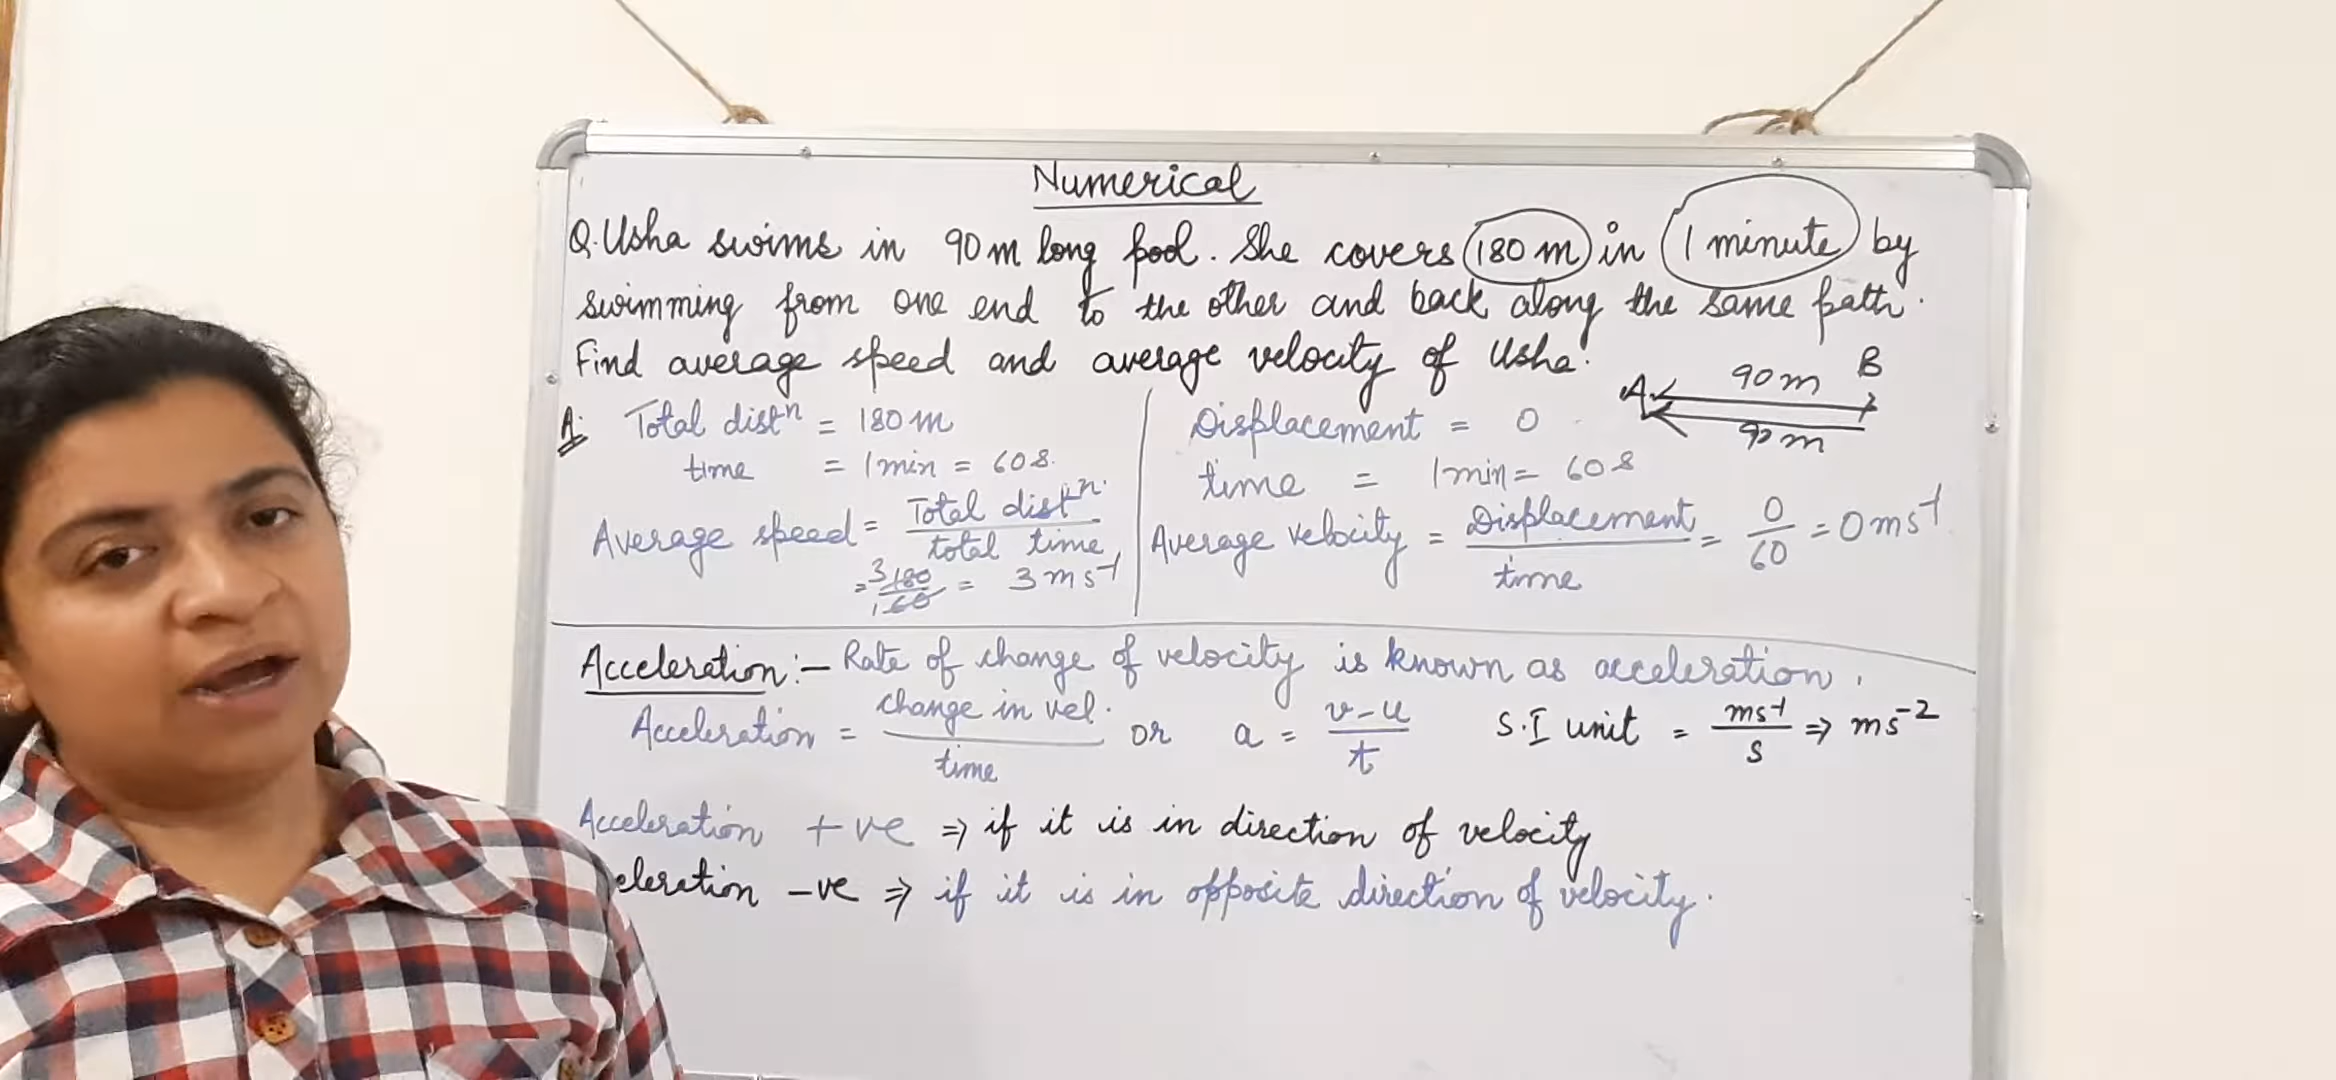 Numerical
Q. Usha swims in 90 m long pool. She covers 180 m in 1 minute by
swimming from one end to the other and back along the same path.
Find average speed and average velocity of Usha.
A. Total distⁿ = 180 m
time = 1 min = 60 s.
Average speed = Total distⁿ / total time
= 180/60 = 3 ms⁻¹
3
1
Displacement = 0
time = 1 min = 60 s
Average velocity = Displacement / time = 0/60 = 0 ms⁻¹
A 90 m B
90 m
Acceleration :- Rate of change of velocity is known as acceleration.
Acceleration = change in vel. / time or a = v-u / t S.I unit = ms⁻¹ / s ⇒ ms⁻²
Acceleration +ve ⇒ if it is in direction of velocity
eleration -ve ⇒ if it is in opposite direction of velocity.